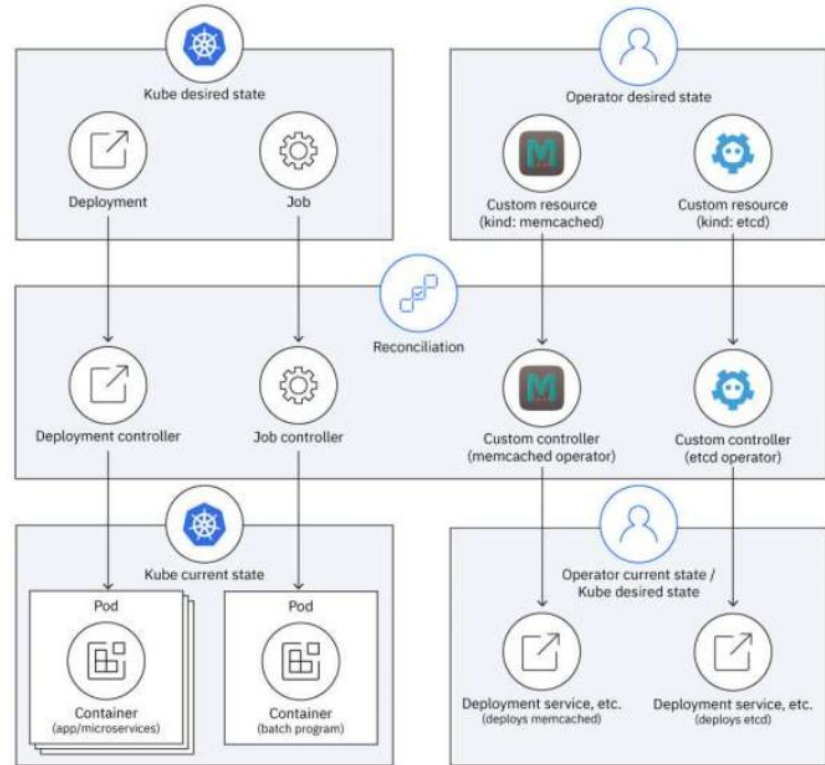 Kube desired state
Operator desired state
Deployment
Job
M
Custom resource
(kind: memcached)
Custom resource
(kind: etcd)
Reconciliation
Deployment controller
Job controller
M
Custom controller
(memcached operator)
Custom controller
(etcd operator)
Kube current state
Operator current state /
Kube desired state
Pod
Container
(app/microservices)
Pod
Container
(batch program)
Deployment service, etc.
(deploys memcached)
Deployment service, etc.
(deploys etcd)